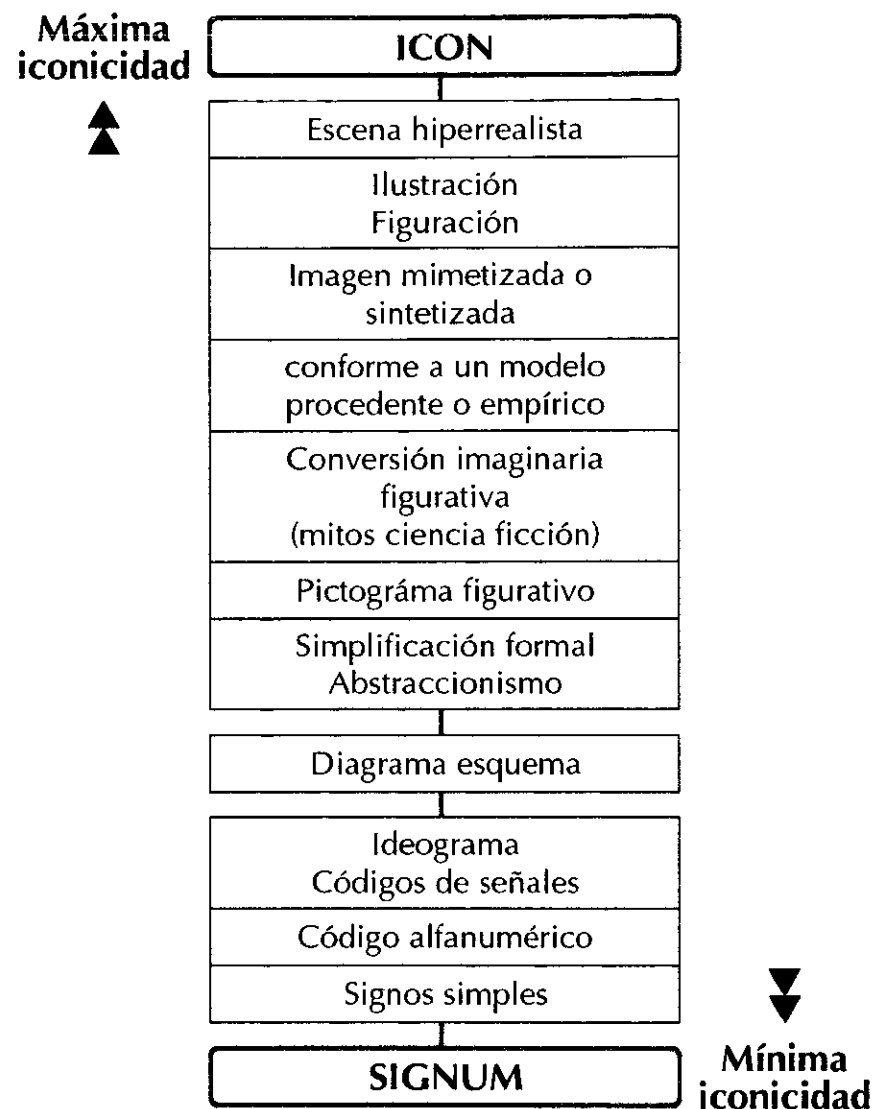 Máxima
iconicidad
ICON
Escena hiperrealista
Ilustración
Figuración
Imagen mimetizada o
sintetizada
conforme a un modelo
procedente o empírico
Conversión imaginaria
figurativa
(mitos ciencia ficción)
Pictográma figurativo
Simplificación formal
Abstraccionismo
Diagrama esquema
Ideograma
Códigos de señales
Código alfanumérico
Signos simples
SIGNUM
Mínima
iconicidad